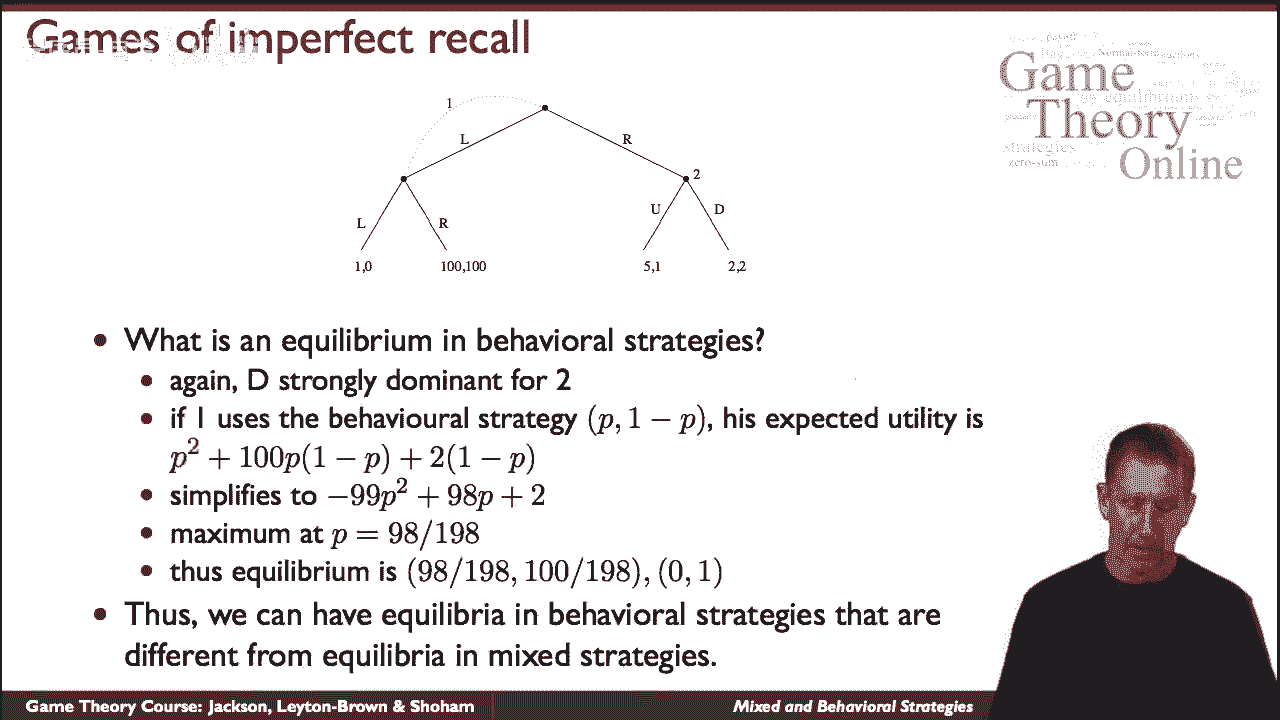 Games of imperfect recall
Game
Theory
Online
1
L
R
2
L
R
U
D
1,0
100,100
5,1
2,2
• What is an equilibrium in behavioral strategies?
• again, D strongly dominant for 2
• if 1 uses the behavioural strategy (p, 1 − p), his expected utility is
p² + 100p(1 − p) + 2(1 − p)
• simplifies to −99p² + 98p + 2
• maximum at p = 98/198
• thus equilibrium is (98/198, 100/198), (0, 1)
• Thus, we can have equilibria in behavioral strategies that are
different from equilibria in mixed strategies.
Game Theory Course: Jackson, Leyton-Brown & Shoham
Mixed and Behavioral Strategies